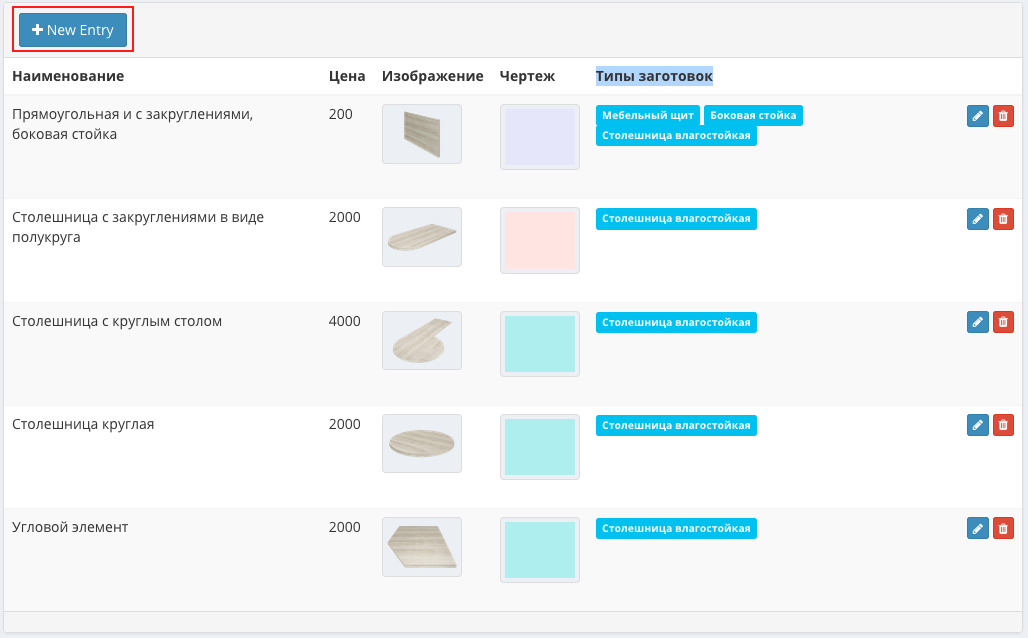 + New Entry
Наименование Цена Изображение Чертеж Типы заготовок
Прямоугольная и с закруглениями, 200 Мебельный щит Боковая стойка
боковая стойка Столешница влагостойкая
Столешница с закруглениями в виде 2000 Столешница влагостойкая
полукруга
Столешница с круглым столом 4000 Столешница влагостойкая
Столешница круглая 2000 Столешница влагостойкая
Угловой элемент 2000 Столешница влагостойкая